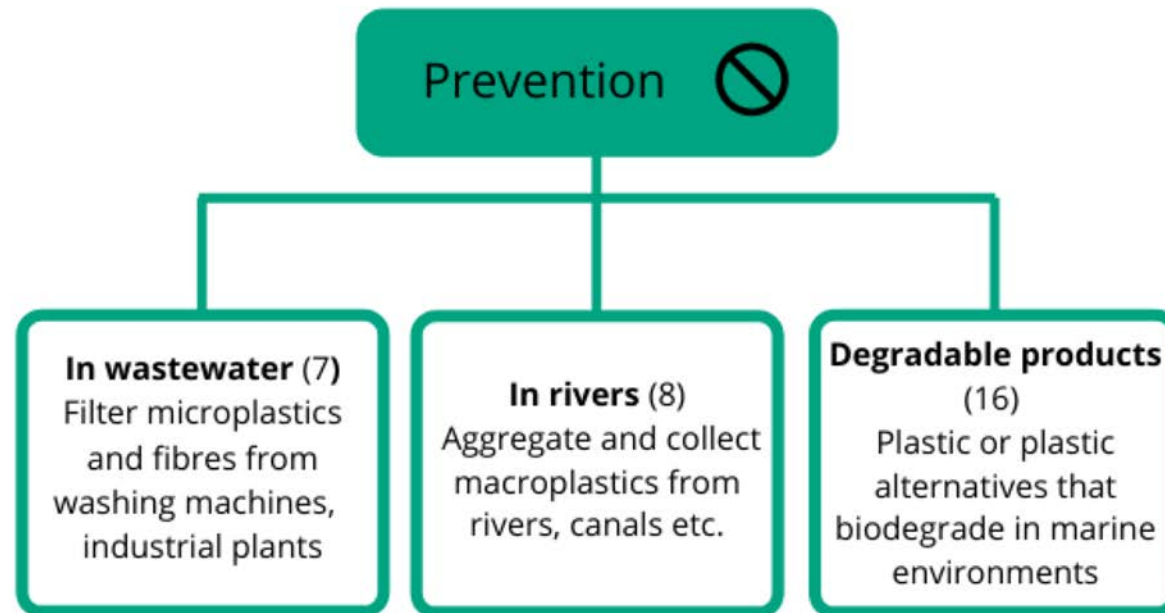 Prevention
In wastewater (7)
Filter microplastics
and fibres from
washing machines,
industrial plants
In rivers (8)
Aggregate and collect
macroplastics from
rivers, canals etc.
Degradable products
(16)
Plastic or plastic
alternatives that
biodegrade in marine
environments